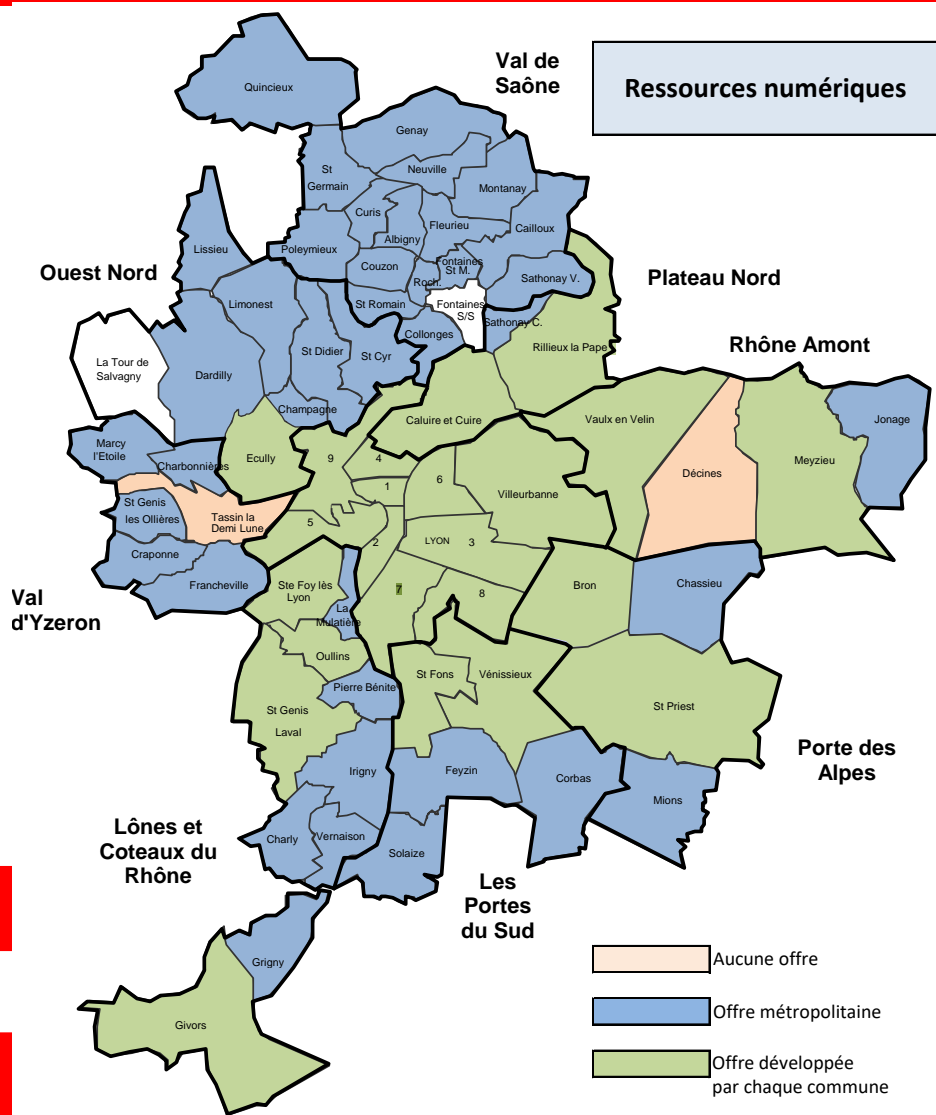 Val de
Saône
Ressources numériques
Quincieux
Genay
Neuville
St
Germain
Montanay
Curis
Fleurieu
Cailloux
Albigny
Lissieu
Poleymieux
Ouest Nord
Couzon
Fontaines
St M.
Roch.
Sathonay V.
Plateau Nord
Limonest
St Romain
Fontaines
S/S
Sathonay C.
Collonges
Rillieux la Pape
Rhône Amont
La Tour de
Salvagny
Dardilly
St Didier
St Cyr
Champagne
Caluire et Cuire
Vaulx en Velin
Jonage
Marcy
l'Etoile
Charbonnières
Ecully
9
4
6
Décines
Meyzieu
1
Villeurbanne
St Genis
les Ollières
Tassin la
Demi Lune
5
2
LYON
3
Craponne
Francheville
Ste Foy lès
Lyon
7
8
Bron
Chassieu
Val
d'Yzeron
La
Mulatière
Oullins
St Fons
Vénissieux
Pierre Bénite
St Genis
Laval
St Priest
Irigny
Feyzin
Corbas
Porte des
Alpes
Mions
Lônes et
Coteaux du
Rhône
Charly
Vernaison
Solaize
Les
Portes
du Sud
Grigny
Givors
Aucune offre
Offre métropolitaine
Offre développée
par chaque commune